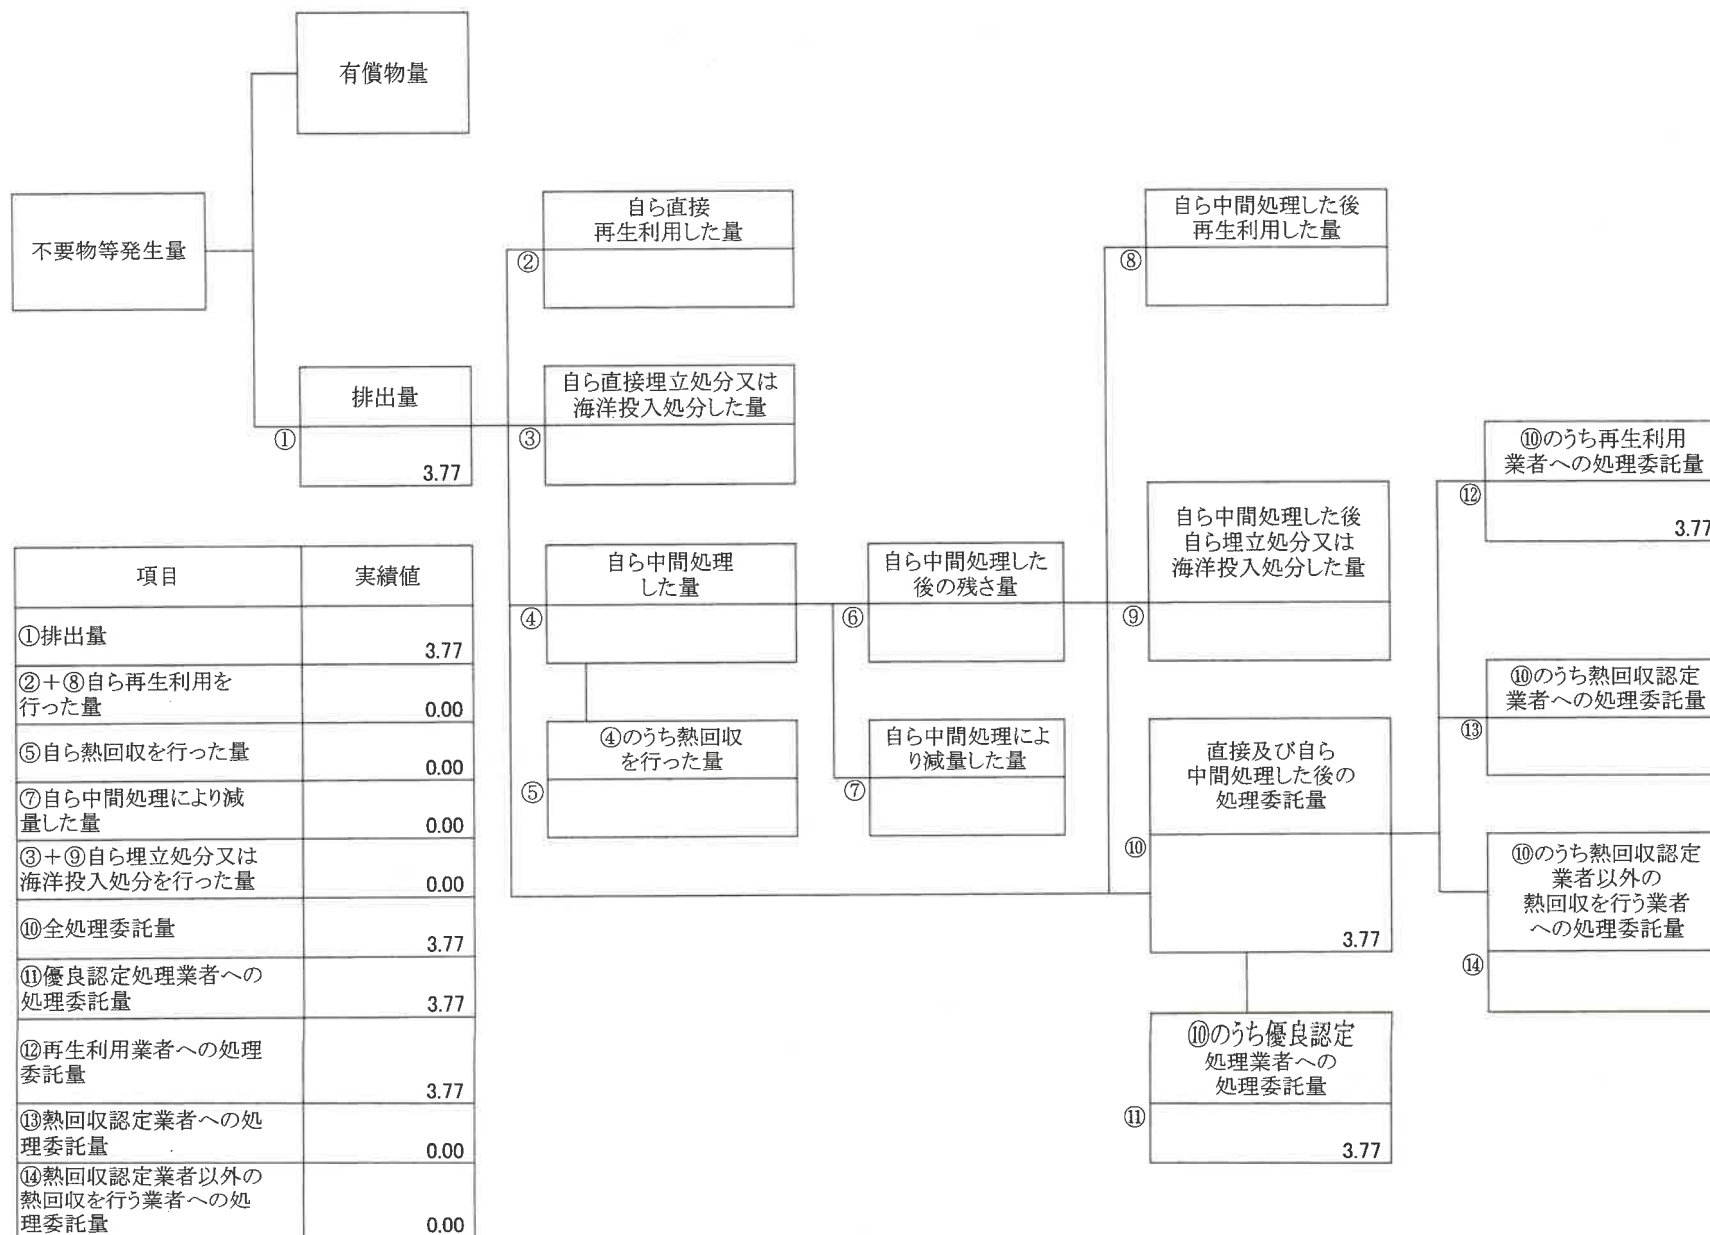 有償物量
不要物等発生量
排出量
①
3.77
自ら直接
再生利用した量
②
自ら直接埋立処分又は
海洋投入処分した量
③
自ら中間処理
した量
④
④のうち熱回収
を行った量
⑤
自ら中間処理した
後の残さ量
⑥
自ら中間処理によ
り減量した量
⑦
自ら中間処理した後
再生利用した量
⑧
自ら中間処理した後
自ら埋立処分又は
海洋投入処分した量
⑨
直接及び自ら
中間処理した後の
処理委託量
⑩
3.77
⑩のうち優良認定
処理業者への
処理委託量
⑪
3.77
⑩のうち再生利用
業者への処理委託量
⑫
3.77
⑩のうち熱回収認定
業者への処理委託量
⑬
⑩のうち熱回収認定
業者以外の
熱回収を行う業者
への処理委託量
⑭
項目 実績値
①排出量
3.77
②+⑧自ら再生利用を
行った量 0.00
⑤自ら熱回収を行った量
0.00
⑦自ら中間処理により減
量した量 0.00
③+⑨自ら埋立処分又は
海洋投入処分を行った量 0.00
⑩全処理委託量
3.77
⑪優良認定処理業者への
処理委託量 3.77
⑫再生利用業者への処理
委託量
3.77
⑬熱回収認定業者への処
理委託量 0.00
⑭熱回収認定業者以外の
熱回収を行う業者への処
理委託量 0.00